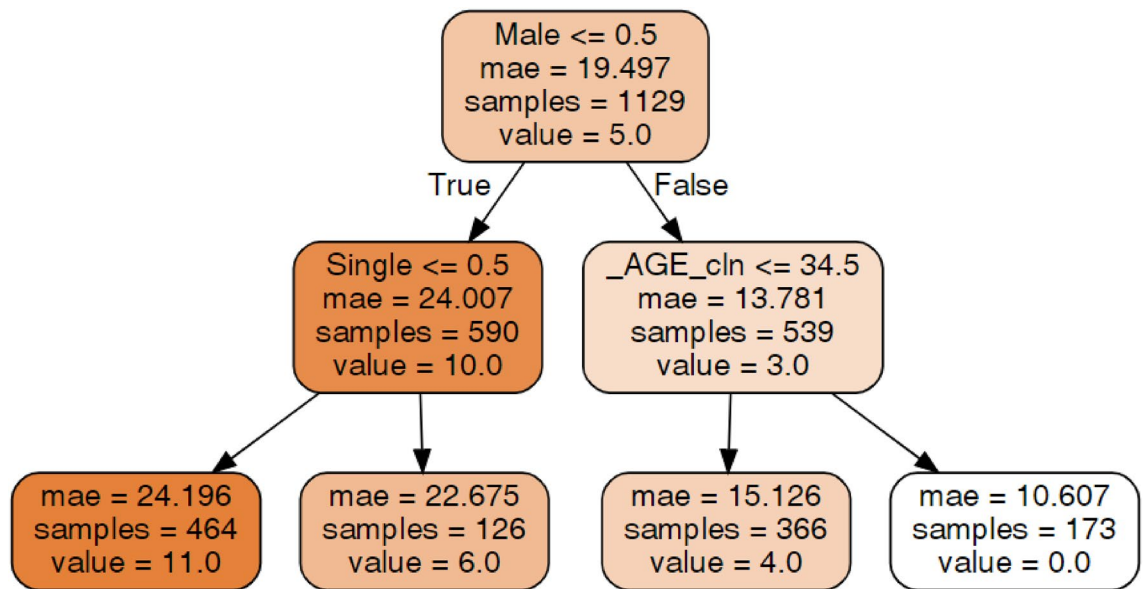 Male <= 0.5
mae = 19.497
samples = 1129
value = 5.0
True
False
Single <= 0.5
mae = 24.007
samples = 590
value = 10.0
_AGE_cln <= 34.5
mae = 13.781
samples = 539
value = 3.0
mae = 24.196
samples = 464
value = 11.0
mae = 22.675
samples = 126
value = 6.0
mae = 15.126
samples = 366
value = 4.0
mae = 10.607
samples = 173
value = 0.0